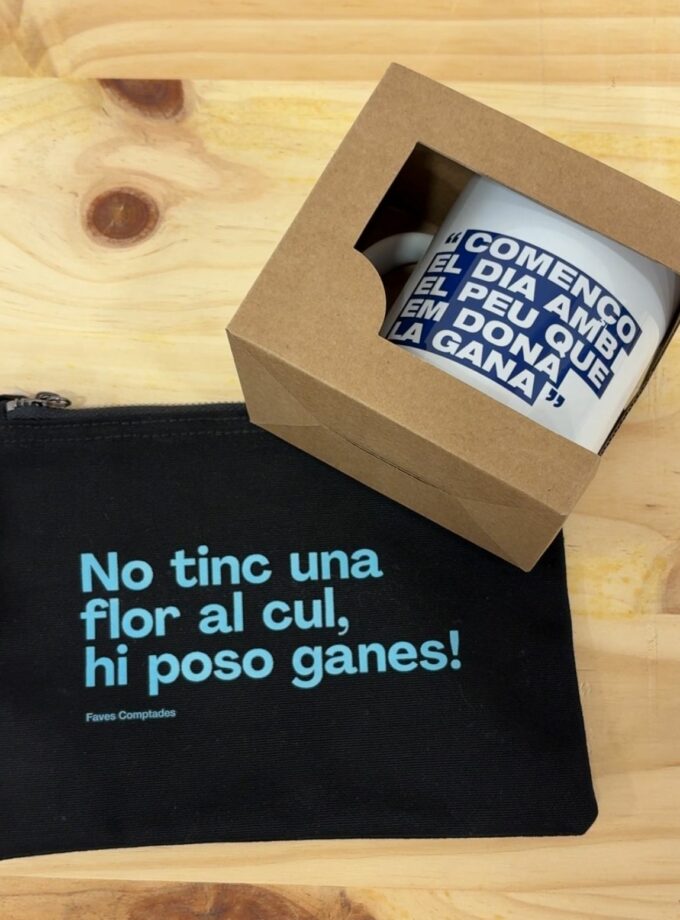 “COMENÇO
EL DIA AMB
EL PEU QUE
EM DONA
LA GANA”
No tinc una
flor al cul,
hi poso ganes!
Faves Comptades